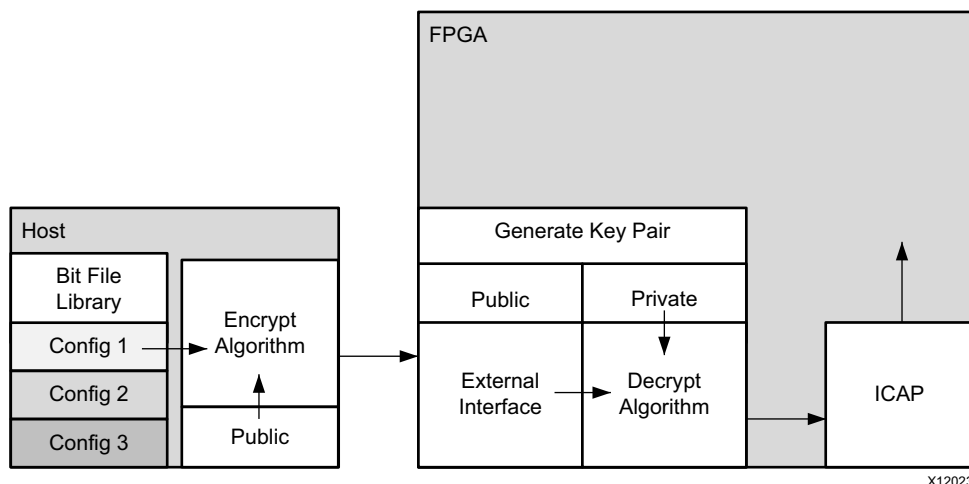 FPGA
Host
Bit File
Library
Config 1
Config 2
Config 3
Encrypt
Algorithm
Public
Generate Key Pair
Public
Private
External
Interface
Decrypt
Algorithm
ICAP